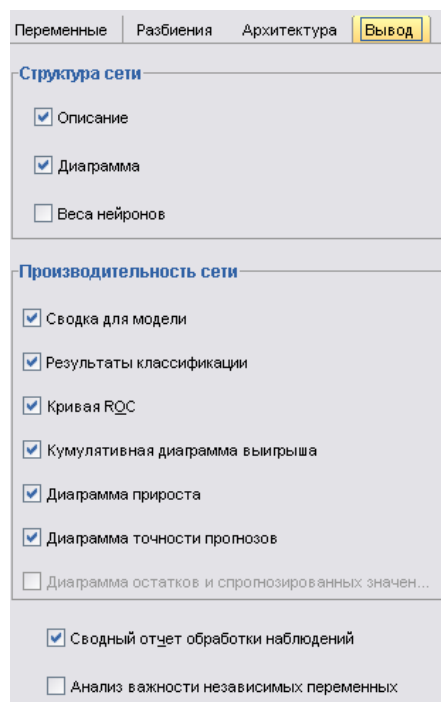 Переменные Разбиения Архитектура Вывод
Структура сети
Описание
Диаграмма
Веса нейронов
Производительность сети
Сводка для модели
Результаты классификации
Кривая ROC
Кумулятивная диаграмма выигрыша
Диаграмма прироста
Диаграмма точности прогнозов
Диаграмма остатков и спрогнозированных значен...
Сводный отчет обработки наблюдений
Анализ важности независимых переменных